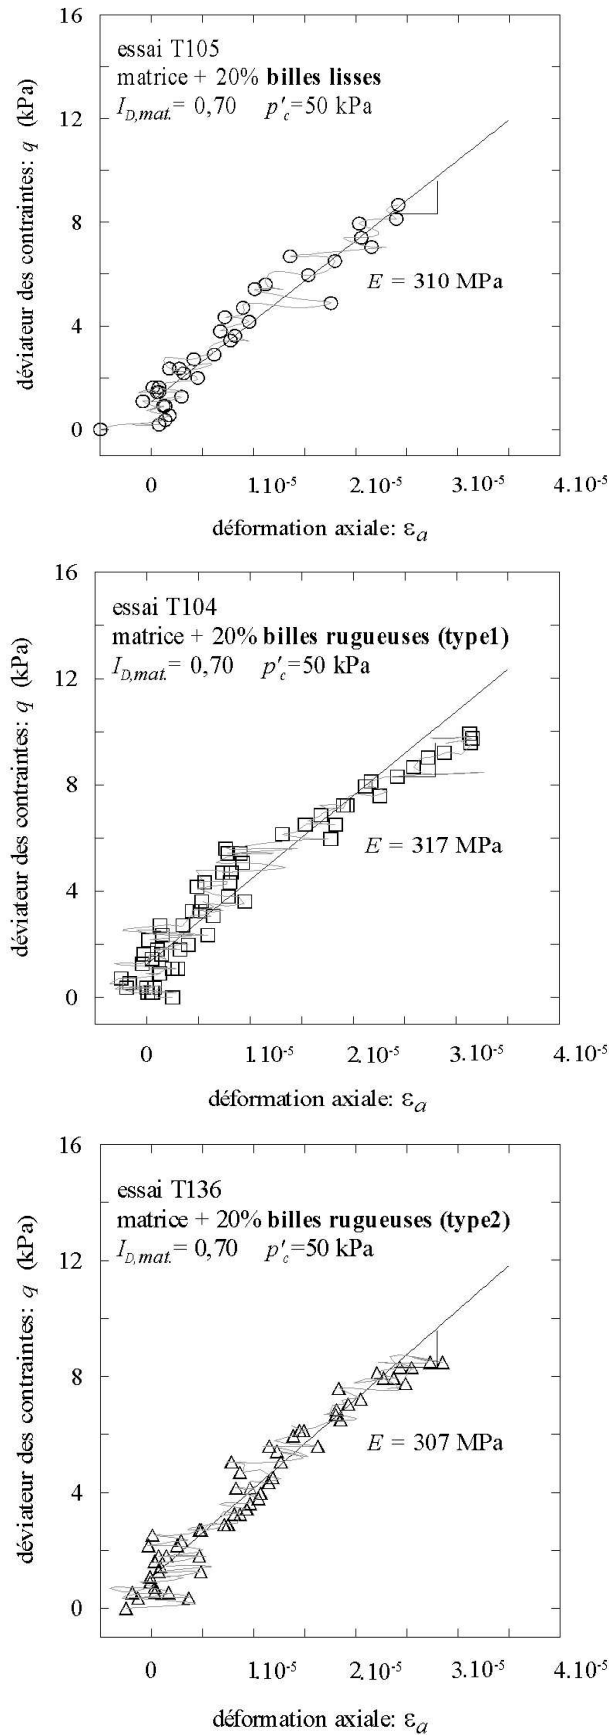 16
essai T105
matrice + 20% billes lisses
I_D,mat.= 0,70 p'c=50 kPa
12
8
E = 310 MPa
4
0
déviateur des contraintes: q (kPa)
0 1.10-5 2.10-5 3.10-5 4.10-5
déformation axiale: εa
16
essai T104
matrice + 20% billes rugueuses (type1)
I_D,mat.= 0,70 p'c=50 kPa
12
8
E = 317 MPa
4
0
déviateur des contraintes: q (kPa)
0 1.10-5 2.10-5 3.10-5 4.10-5
déformation axiale: εa
16
essai T136
matrice + 20% billes rugueuses (type2)
I_D,mat.= 0,70 p'c=50 kPa
12
8
E = 307 MPa
4
0
déviateur des contraintes: q (kPa)
0 1.10-5 2.10-5 3.10-5 4.10-5
déformation axiale: εa